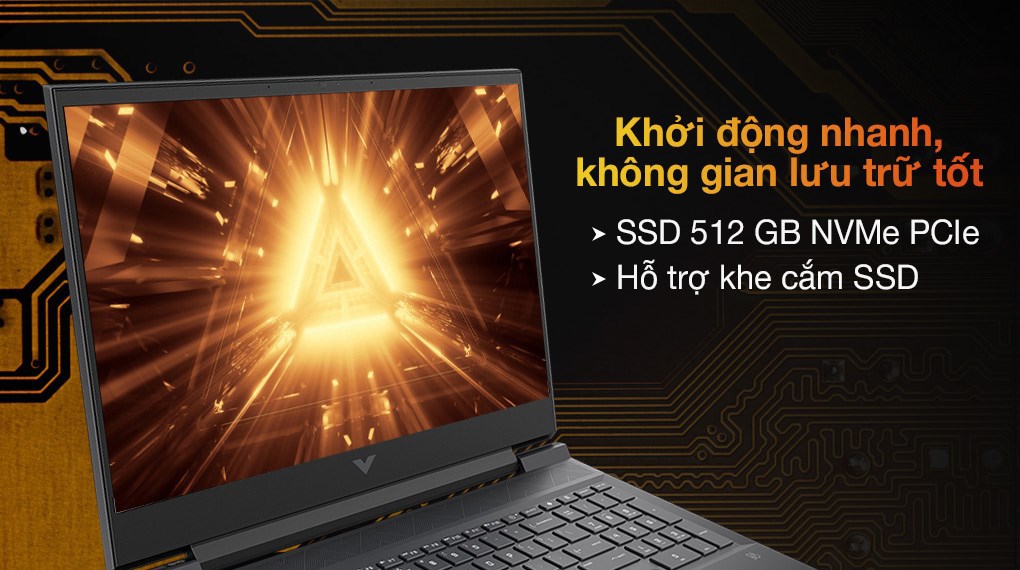 Khởi động nhanh,
không gian lưu trữ tốt
➤ SSD 512 GB NVMe PCIe
➤ Hỗ trợ khe cắm SSD